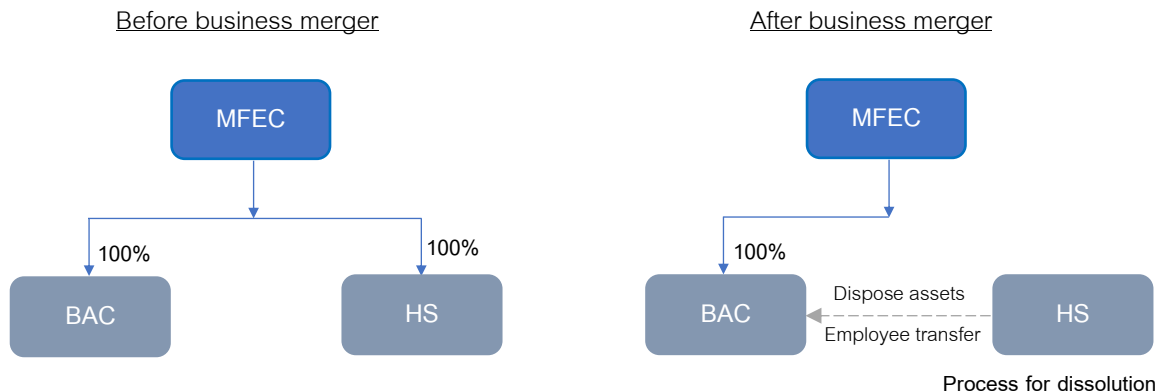 Before business merger
MFEC
100%
100%
BAC
HS
After business merger
MFEC
100%
BAC
Dispose assets
Employee transfer
HS
Process for dissolution